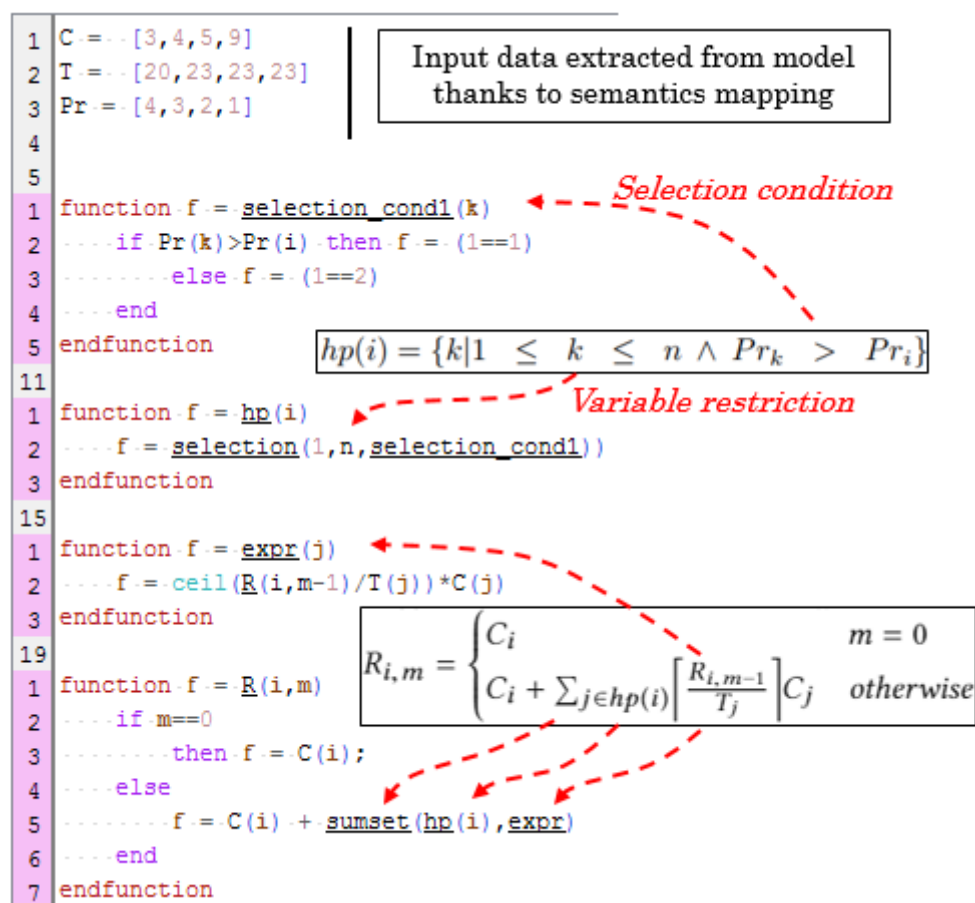 1 C = [3,4,5,9]
2 T = [20,23,23,23]
3 Pr = [4,3,2,1]
4
5
Input data extracted from model
thanks to semantics mapping
Selection condition
1 function f = selection_cond1(k)
2 if Pr(k)>Pr(i) then f = (1==1)
3 else f = (1==2)
4 end
5 endfunction
hp(i) = {k|1 ≤ k ≤ n ∧ Pr_k > Pr_i}
11
Variable restriction
1 function f = hp(i)
2 f = selection(1,n,selection_cond1))
3 endfunction
15
1 function f = expr(j)
2 f = ceil(R(i,m-1)/T(j))*C(j)
3 endfunction
19
R_{i,m} = { C_i m = 0
C_i + ∑_{j∈hp(i)} ⌈R_{i,m−1}/T_j⌉ C_j otherwise
1 function f = R(i,m)
2 if m==0
3 then f = C(i);
4 else
5 f = C(i) + sumset(hp(i),expr)
6 end
7 endfunction